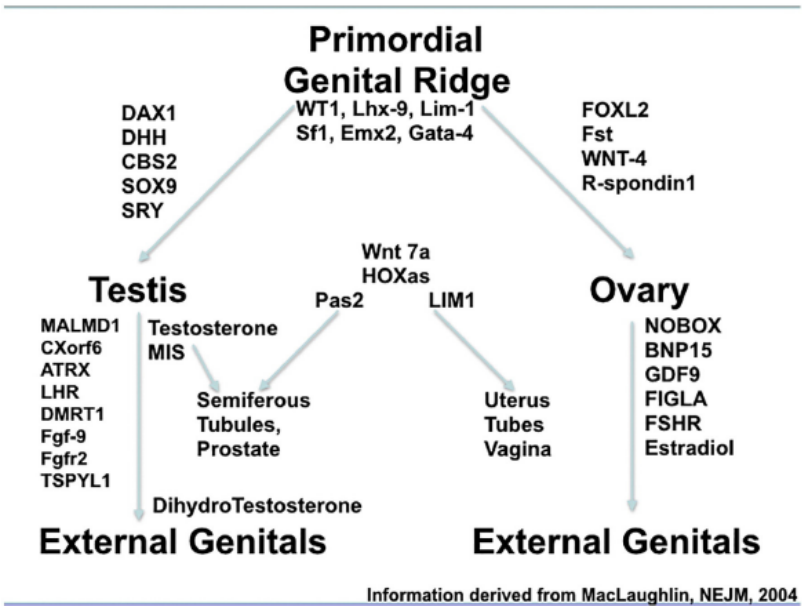 Primordial
Genital Ridge
WT1, Lhx-9, Lim-1
Sf1, Emx2, Gata-4
DAX1
DHH
CBS2
SOX9
SRY
FOXL2
Fst
WNT-4
R-spondin1
Wnt 7a
HOXas
Pas2
LIM1
Testis
Ovary
MALMD1
CXorf6
ATRX
LHR
DMRT1
Fgf-9
Fgfr2
TSPYL1
Testosterone
MIS
Semiferous
Tubules,
Prostate
Uterus
Tubes
Vagina
NOBOX
BNP15
GDF9
FIGLA
FSHR
Estradiol
DihydroTestosterone
External Genitals
External Genitals
Information derived from MacLaughlin, NEJM, 2004